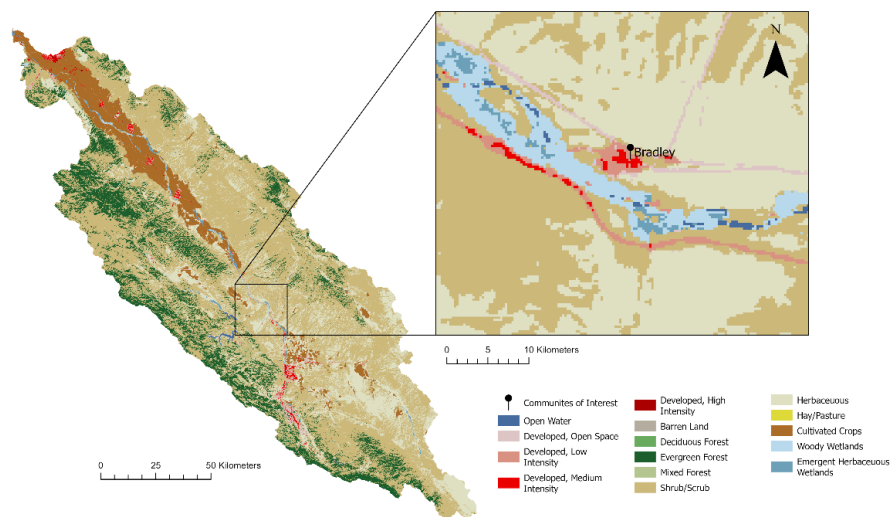 N
Bradley
0 5 10 Kilometers
0 25 50 Kilometers
Communites of Interest
Open Water
Developed, Open Space
Developed, Low
Intensity
Developed, Medium
Intensity
Developed, High
Intensity
Barren Land
Deciduous Forest
Evergreen Forest
Mixed Forest
Shrub/Scrub
Herbaceous
Hay/Pasture
Cultivated Crops
Woody Wetlands
Emergent Herbaceous
Wetlands